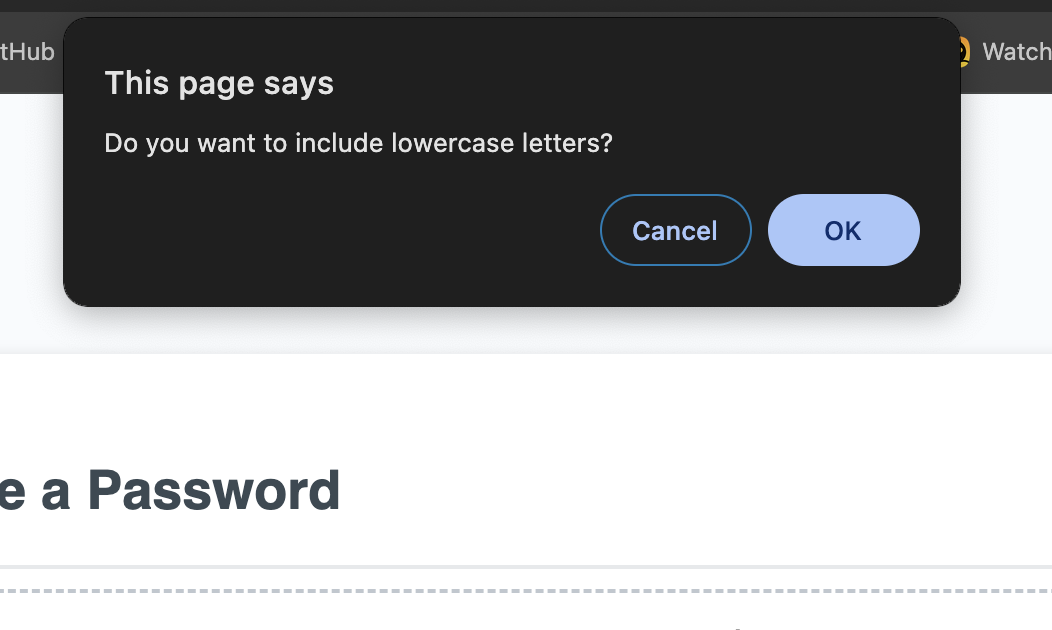 tHub
Watch
This page says
Do you want to include lowercase letters?
Cancel
OK
e a Password